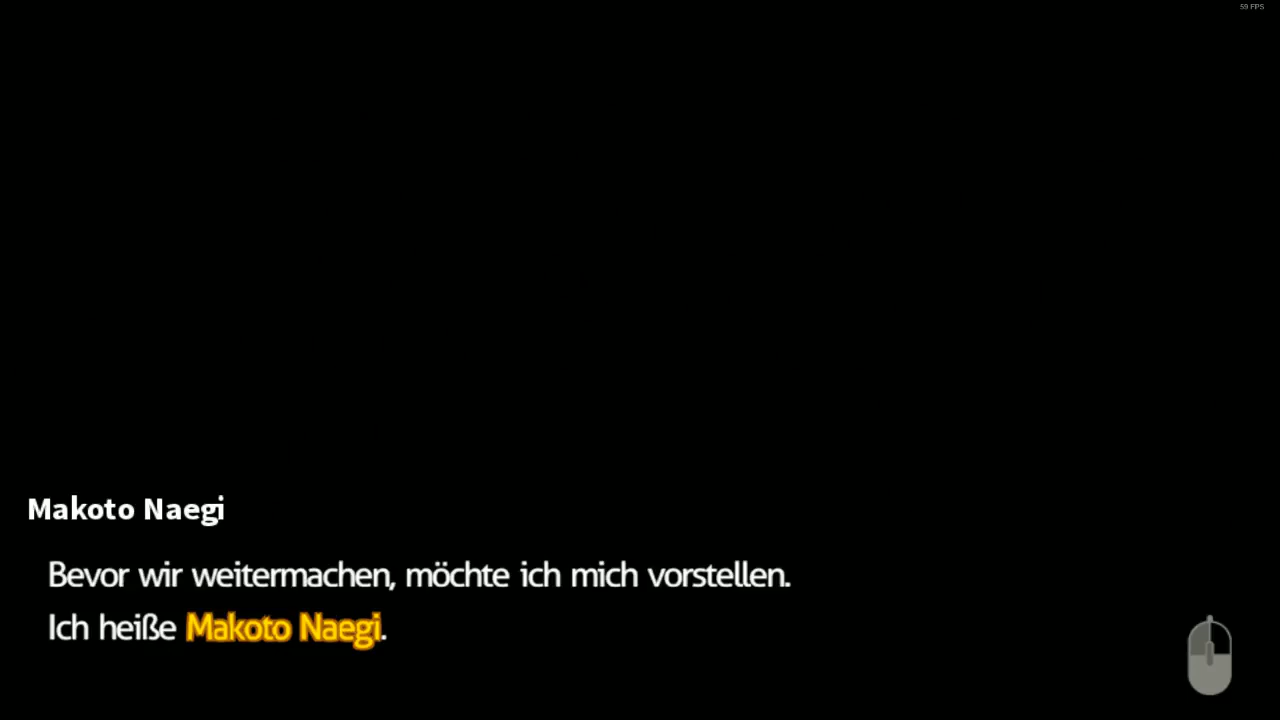 59 FPS
Makoto Naegi
Bevor wir weitermachen, möchte ich mich vorstellen.
Ich heiße Makoto Naegi.